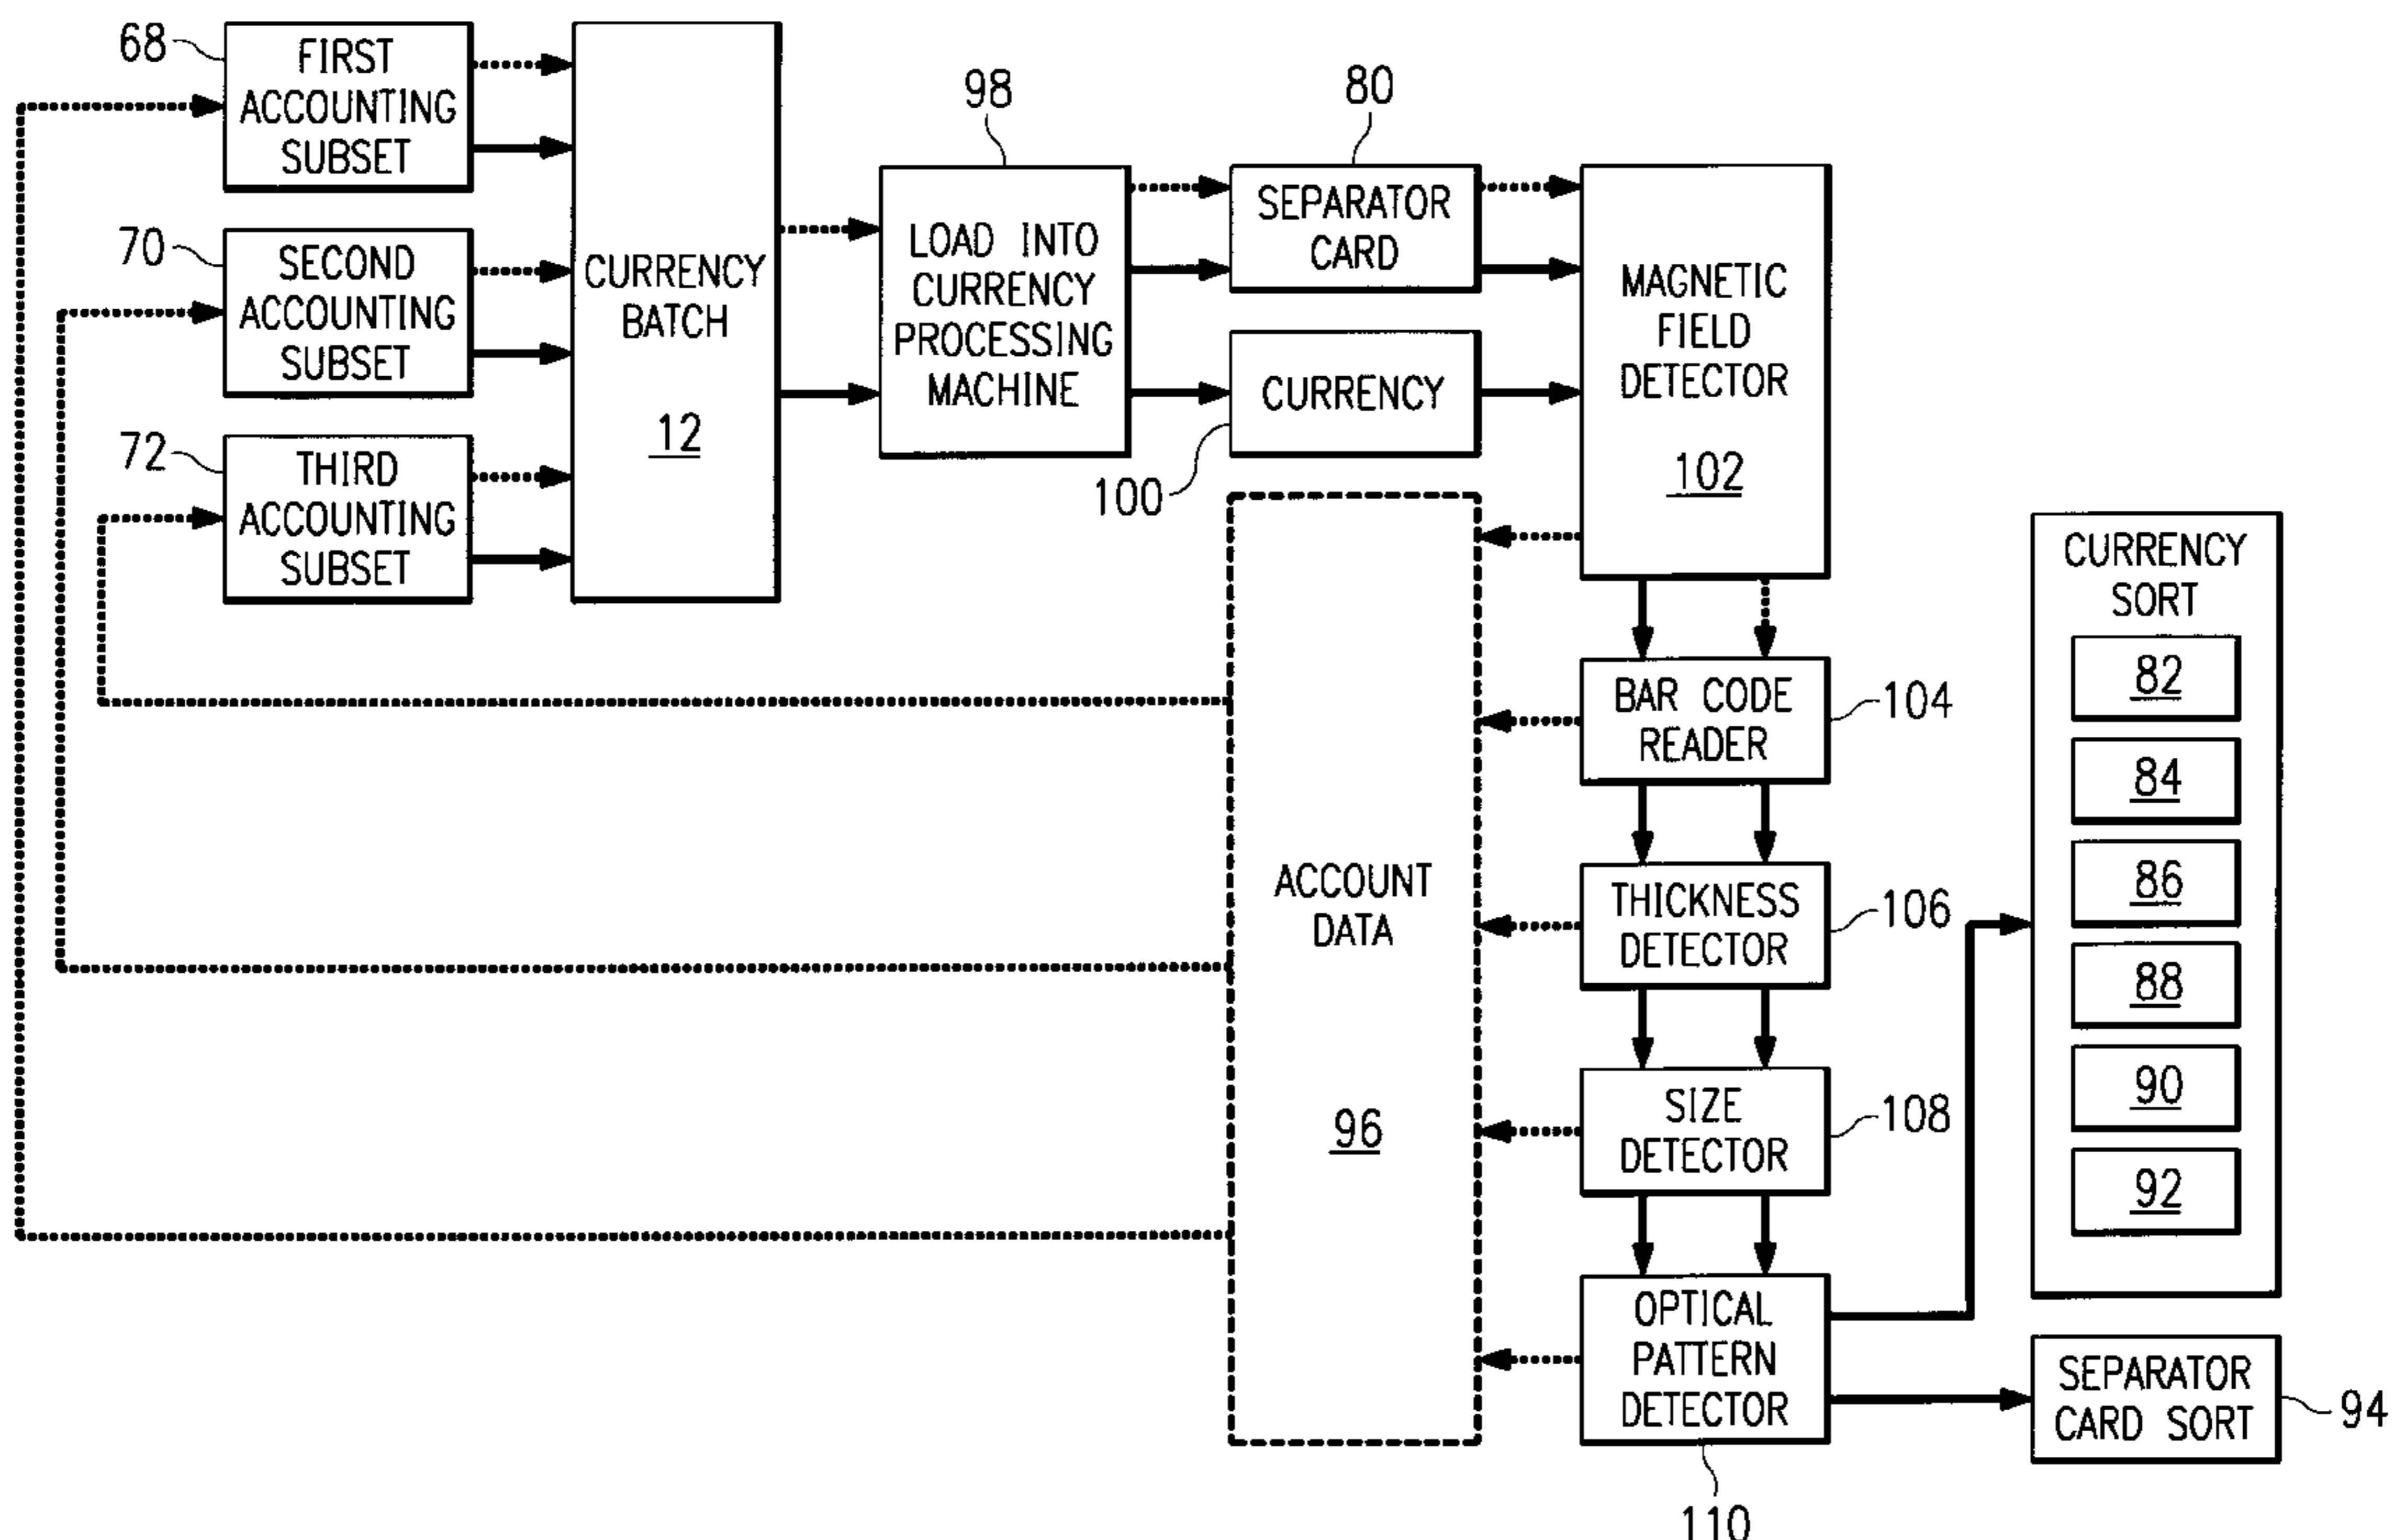 68
FIRST
ACCOUNTING
SUBSET
70
SECOND
ACCOUNTING
SUBSET
72
THIRD
ACCOUNTING
SUBSET
CURRENCY
BATCH
12
98
LOAD INTO
CURRENCY
PROCESSING
MACHINE
80
SEPARATOR
CARD
CURRENCY
100
MAGNETIC
FIELD
DETECTOR
102
ACCOUNT
DATA
96
BAR CODE
READER
104
THICKNESS
DETECTOR
106
SIZE
DETECTOR
108
OPTICAL
PATTERN
DETECTOR
110
CURRENCY
SORT
82
84
86
88
90
92
SEPARATOR
CARD SORT
94